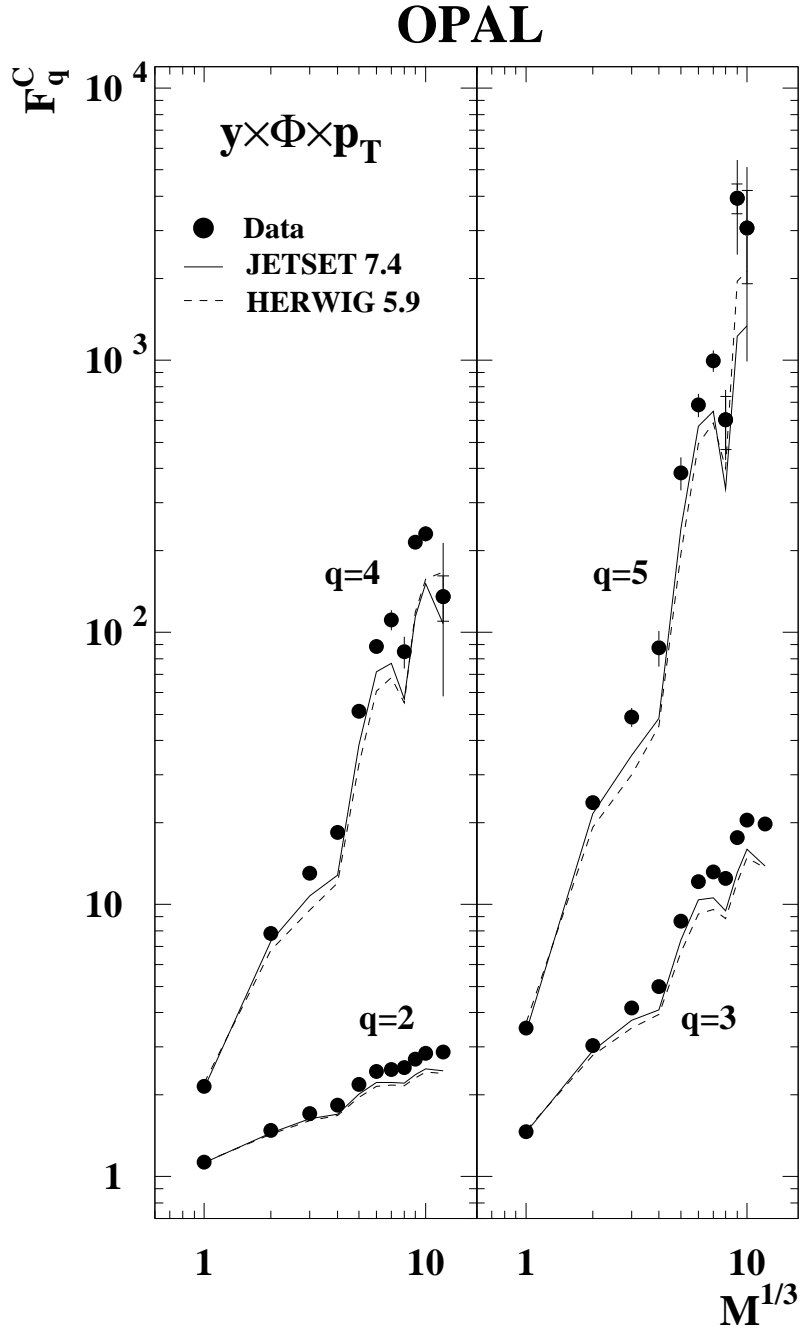 OPAL
F_q^C
10^4
10^3
10^2
10
1
y×Φ×p_T
Data
JETSET 7.4
HERWIG 5.9
q=4
q=2
q=5
q=3
1 10 1 10
M^{1/3}